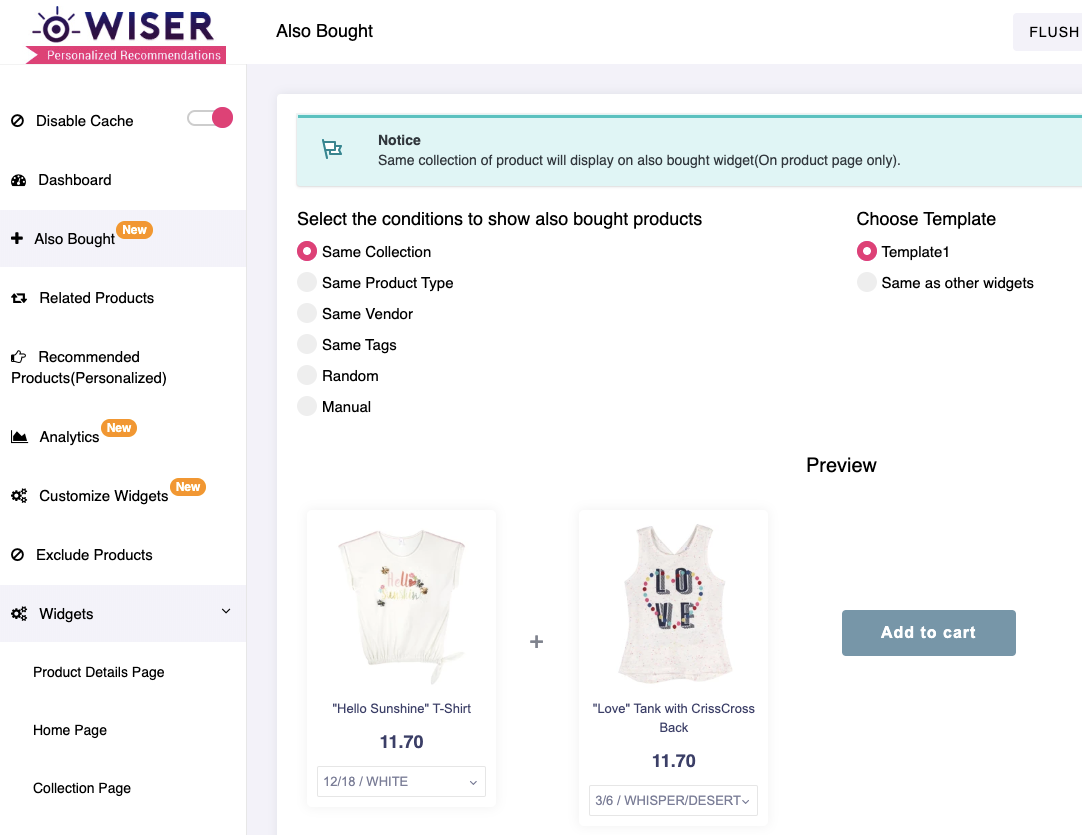 WISER
Personalized Recommendations
Also Bought
FLUSH
Disable Cache
Dashboard
Also Bought New
Related Products
Recommended
Products(Personalized)
Analytics New
Customize Widgets New
Exclude Products
Widgets
Product Details Page
Home Page
Collection Page
Notice
Same collection of product will display on also bought widget(On product page only).
Select the conditions to show also bought products
Same Collection
Same Product Type
Same Vendor
Same Tags
Random
Manual
Choose Template
Template1
Same as other widgets
Preview
Hello
Sunshine
"Hello Sunshine" T-Shirt
11.70
12/18 / WHITE
+
LO
VE
"Love" Tank with CrissCross
Back
11.70
3/6 / WHISPER/DESERT
Add to cart